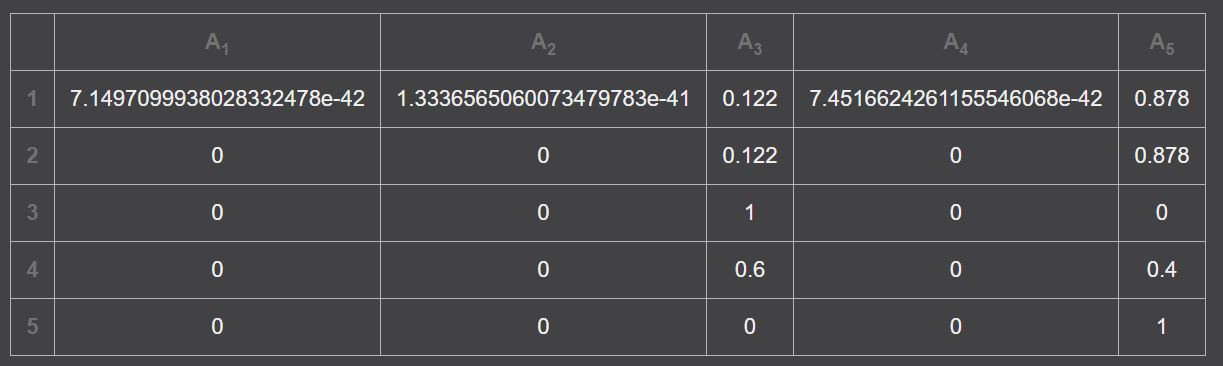 A₁ A₂ A₃ A₄ A₅
1 7.1497099938028332478e-42 1.3336565060073479783e-41 0.122 7.4516624261155546068e-42 0.878
2 0 0 0.122 0 0.878
3 0 0 1 0 0
4 0 0 0.6 0 0.4
5 0 0 0 0 1